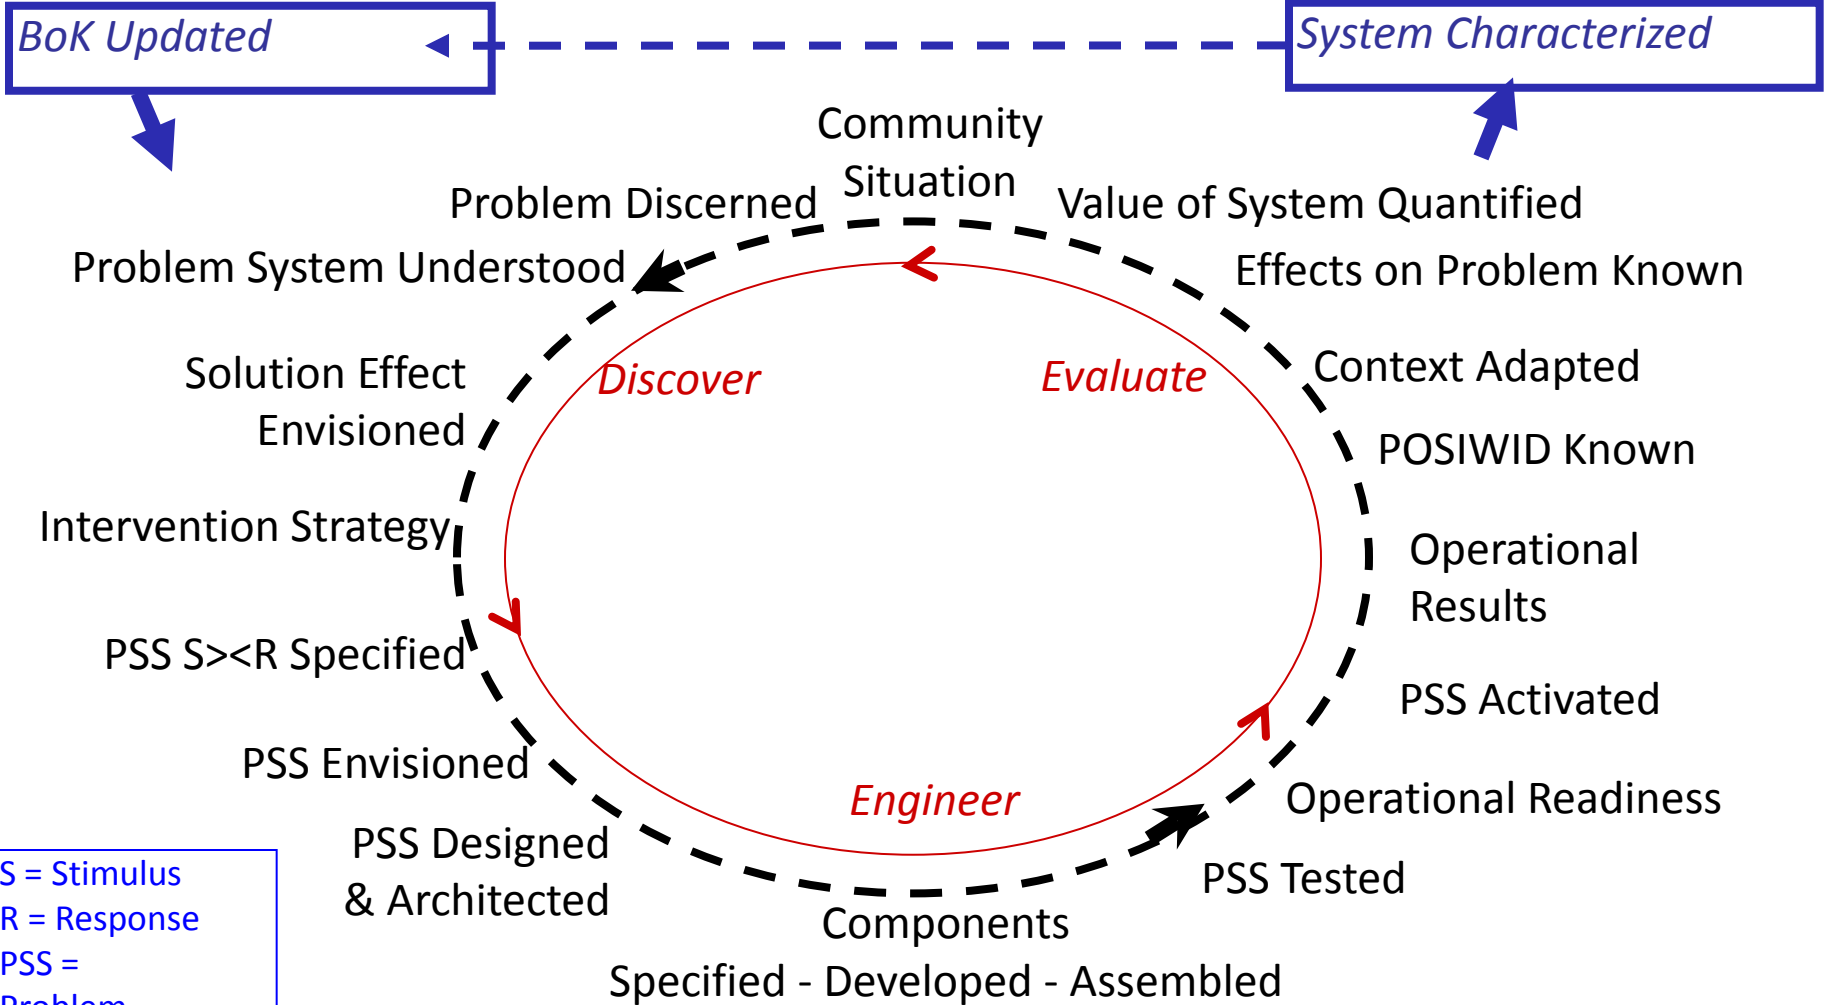 BoK Updated
System Characterized
Community
Situation
Problem Discerned
Value of System Quantified
Problem System Understood
Effects on Problem Known
Solution Effect
Envisioned
Discover
Evaluate
Context Adapted
POSIWID Known
Intervention Strategy
Operational
Results
PSS S><R Specified
PSS Activated
PSS Envisioned
Engineer
Operational Readiness
PSS Designed
& Architected
PSS Tested
Components
Specified - Developed - Assembled
S = Stimulus
R = Response
PSS =
Problem